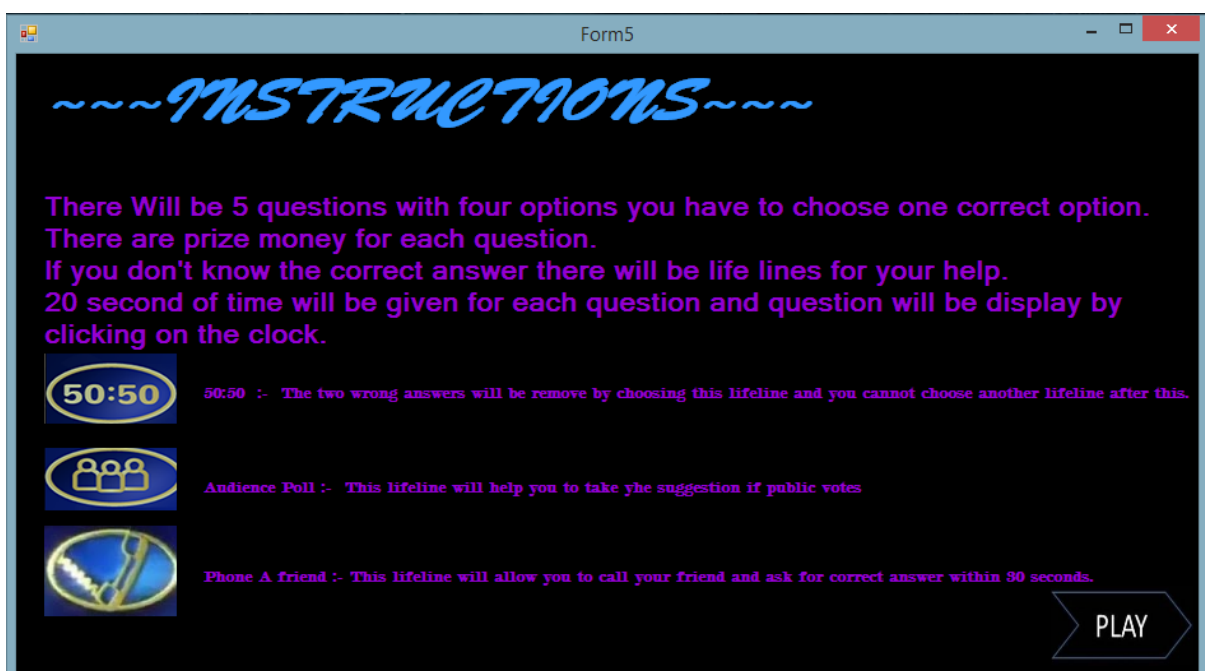 Form5
~~~INSTRUCTIONS~~~
There Will be 5 questions with four options you have to choose one correct option.
There are prize money for each question.
If you don't know the correct answer there will be life lines for your help.
20 second of time will be given for each question and question will be display by
clicking on the clock.
50:50
50:50 :- The two wrong answers will be remove by choosing this lifeline and you cannot choose another lifeline after this.
Audience Poll :- This lifeline will help you to take yhe suggestion if public votes
Phone A friend :- This lifeline will allow you to call your friend and ask for correct answer within 30 seconds.
PLAY